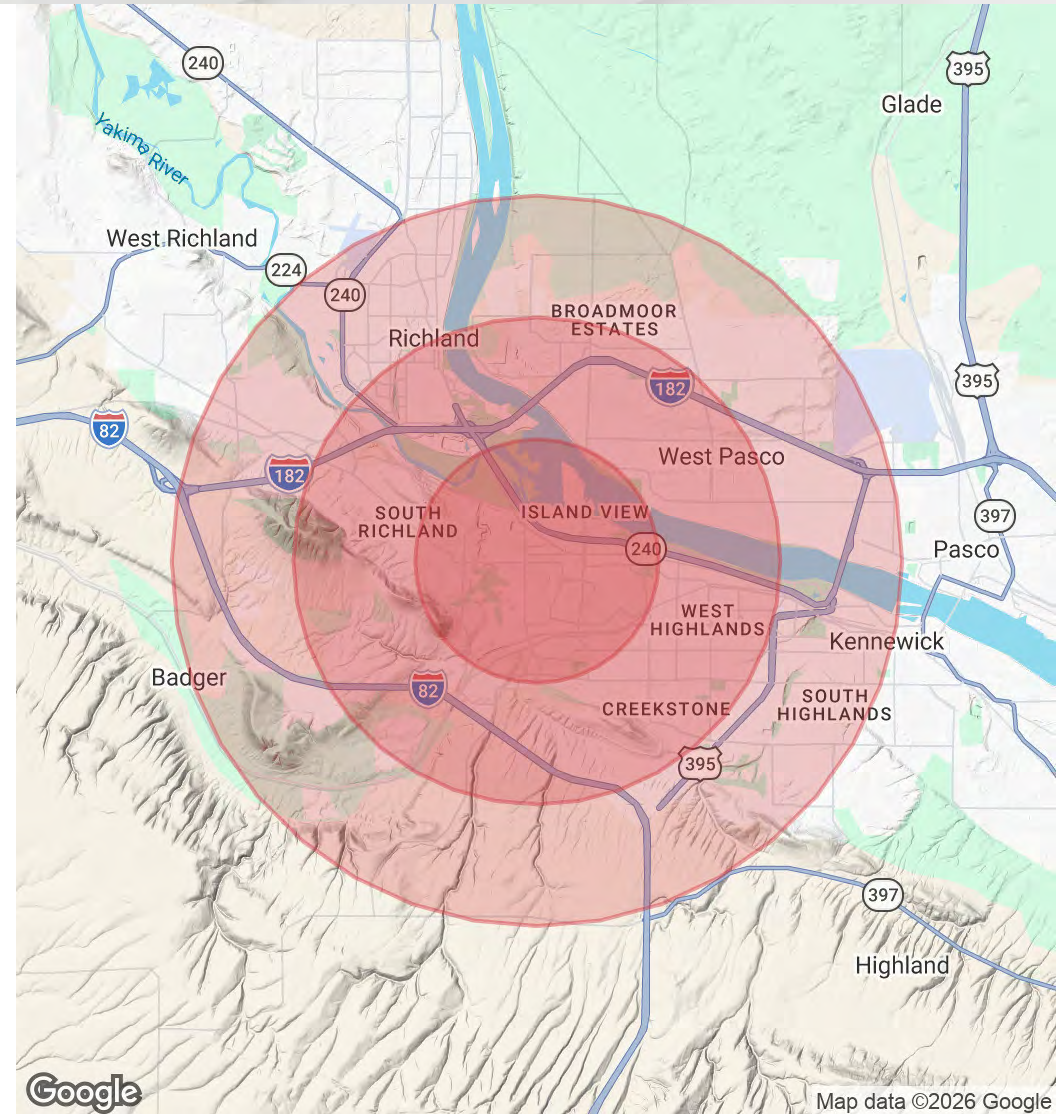 240
395
Glade
Yakima River
West Richland
224
240
BROADMOOR
ESTATES
Richland
395
182
82
West Pasco
182
SOUTH
RICHLAND
ISLAND VIEW
397
240
Pasco
WEST
HIGHLANDS
Kennewick
Badger
82
SOUTH
HIGHLANDS
CREEKSTONE
395
397
Highland
Google
Map data ©2026 Google